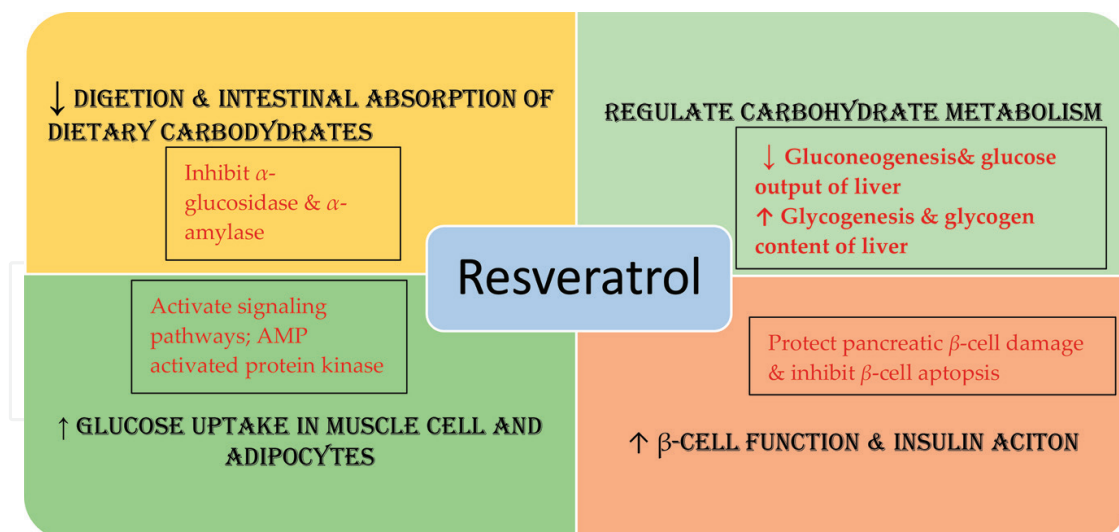 ↓ DIGETION & INTESTINAL ABSORPTION OF
DIETARY CARBODYDRATES
Inhibit α-
glucosidase & α-
amylase
REGULATE CARBOHYDRATE METABOLISM
↓ Gluconeogenesis& glucose
output of liver
↑ Glycogenesis & glycogen
content of liver
Resveratrol
Activate signaling
pathways; AMP
activated protein kinase
↑ GLUCOSE UPTAKE IN MUSCLE CELL AND
ADIPOCYTES
Protect pancreatic β-cell damage
& inhibit β-cell aptopsis
↑ β-CELL FUNCTION & INSULIN ACITON